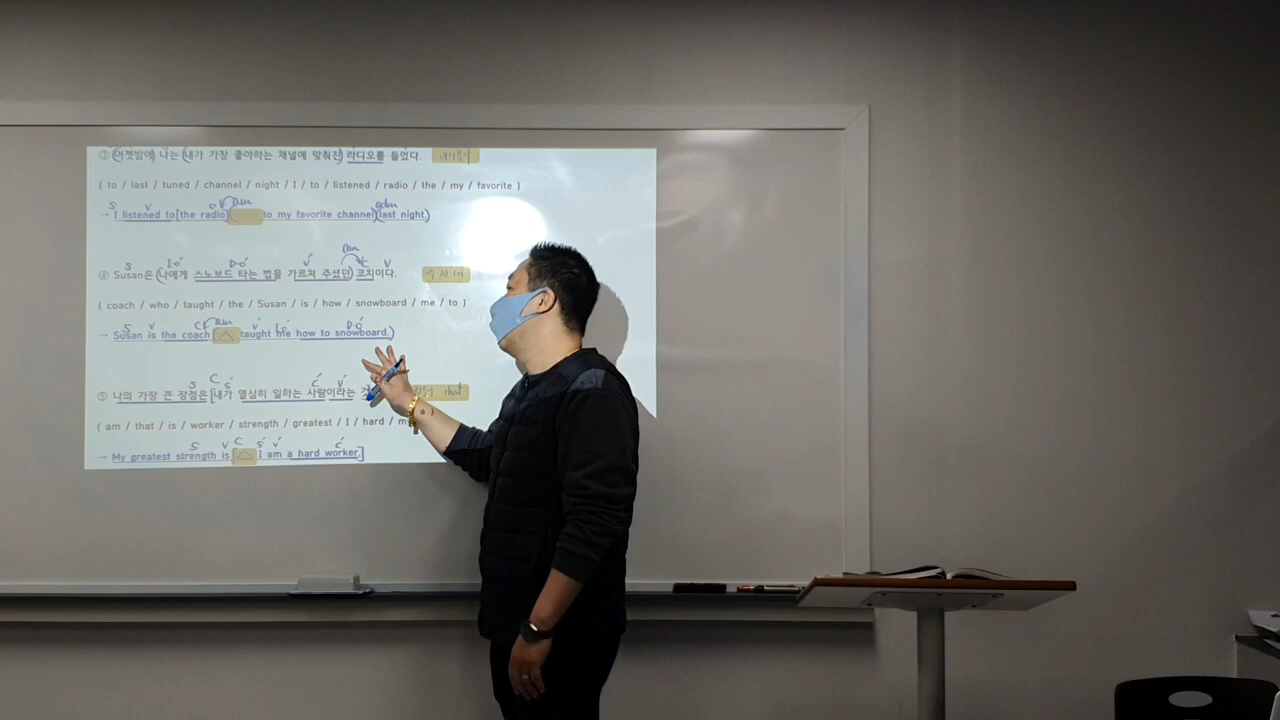 ③ (어젯밤에) 나는 (내가 가장 좋아하는 채널에 맞춰진) 라디오를 들었다.
( to / last / tuned / channel / night / I / to / listened / radio / the / my / favorite )
S V O am adm
→ I listened to [the radio] to my favorite channel) (last night.)
S I·O' D·O' V' am C V
④ Susan은 (나에게 스노보드 타는 법을 가르쳐 주셨던) 코치이다.
( coach / who / taught / the / Susan / is / how / snowboard / me / to )
S V C am V' I·O' D·O'
→ Susan is the coach taught me how to snowboard.)
S C S' C' V'
⑤ 나의 가장 큰 장점은 [내가 열심히 일하는 사람이라는 that
( am / that / is / worker / strength / greatest / I / hard /
S V C S' V' C'
→ My greatest strength is I am a hard worker.]